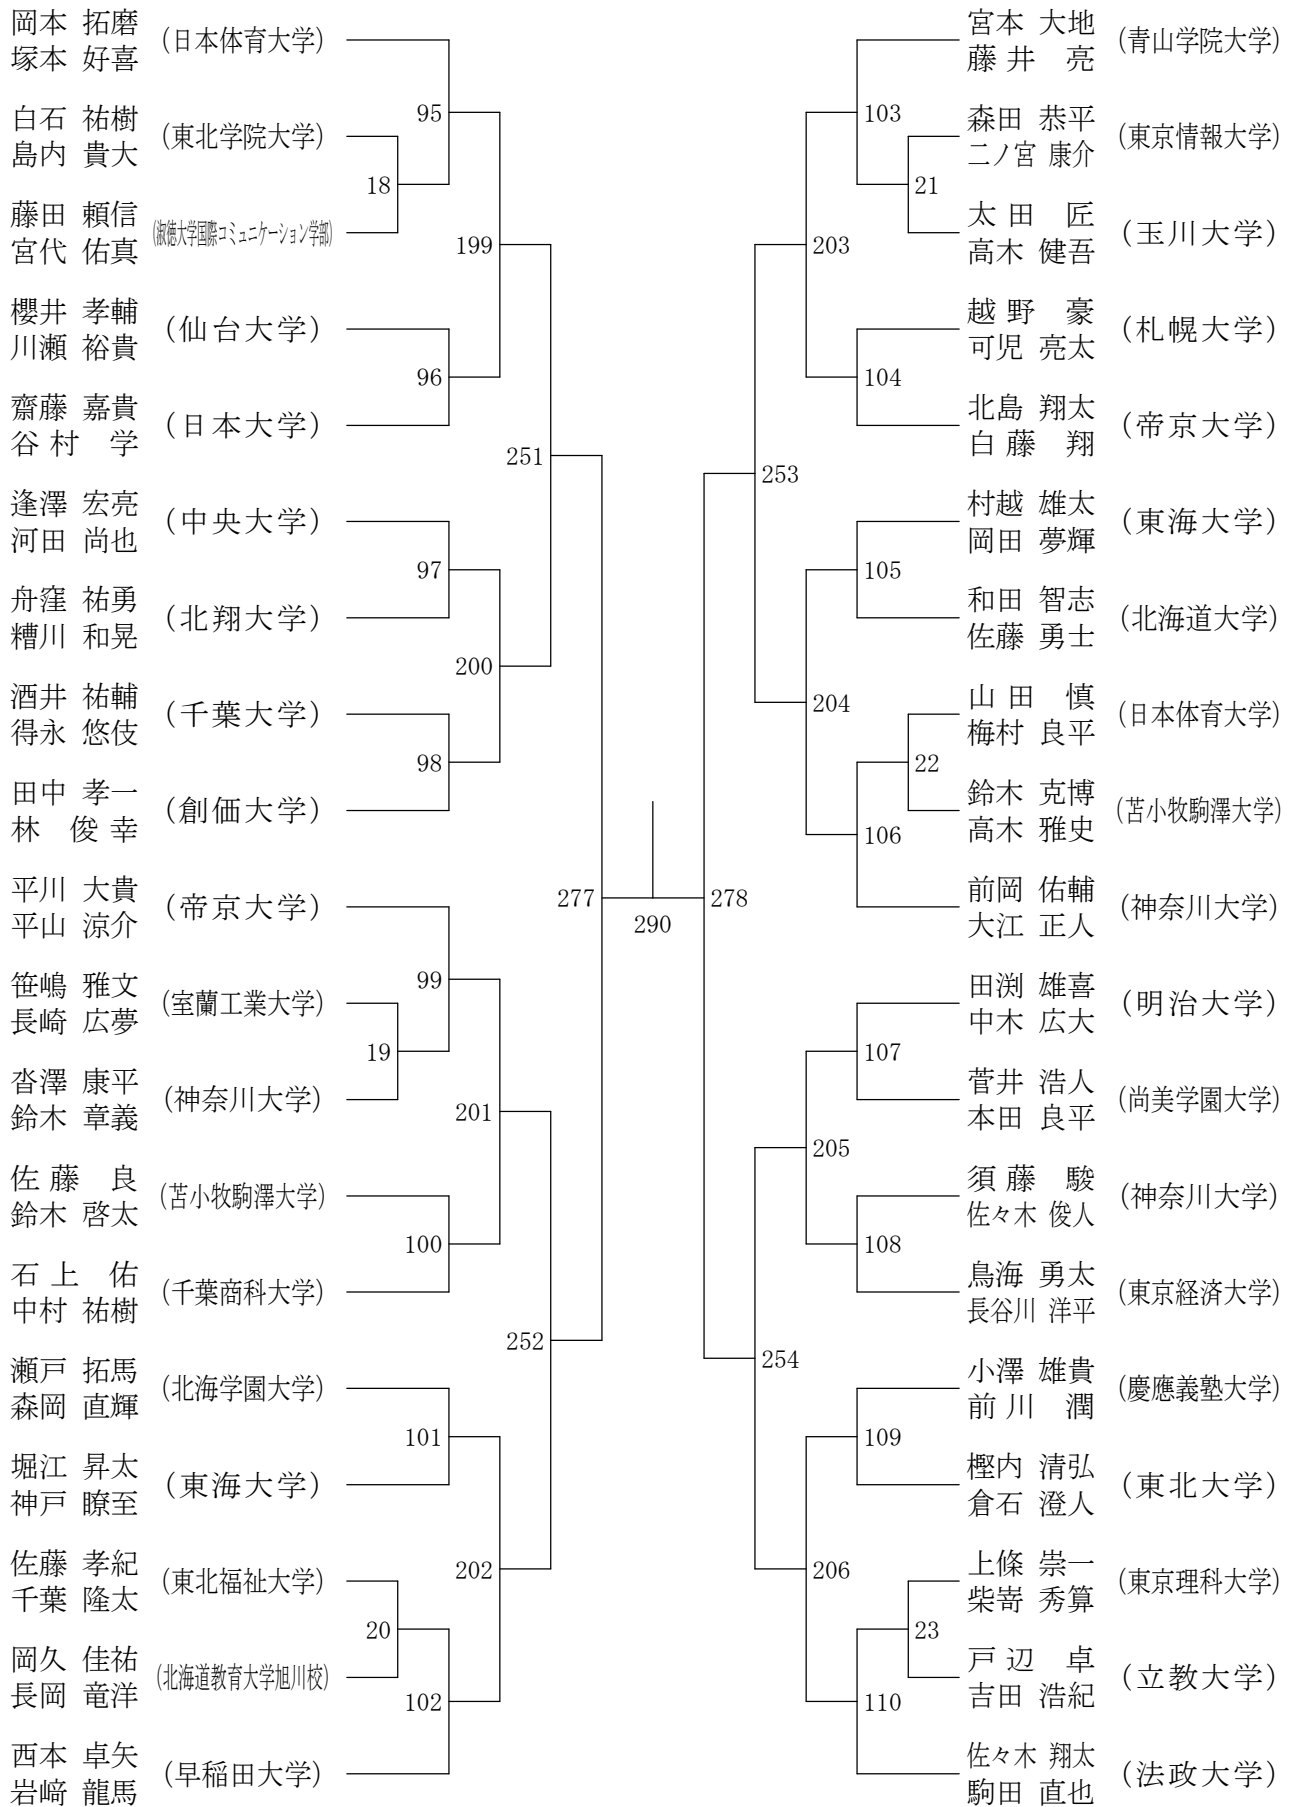 岡本 拓磨
塚本 好喜
(日本体育大学)
白石 祐樹
島内 貴大
(東北学院大学)
藤田 頼信
宮代 佑真
(淑徳大学国際コミュニケーション学部)
櫻井 孝輔
川瀬 裕貴
(仙台大学)
齋藤 嘉貴
谷村 学
(日本大学)
逢澤 宏亮
河田 尚也
(中央大学)
舟窪 祐勇
糟川 和晃
(北翔大学)
酒井 祐輔
得永 悠伎
(千葉大学)
田中 孝一
林 俊幸
(創価大学)
平川 大貴
平山 涼介
(帝京大学)
笹嶋 雅文
長崎 広夢
(室蘭工業大学)
沓澤 康平
鈴木 章義
(神奈川大学)
佐藤 良
鈴木 啓太
(苫小牧駒澤大学)
石上 佑
中村 祐樹
(千葉商科大学)
瀬戸 拓馬
森岡 直輝
(北海学園大学)
堀江 昇太
神戸 瞭至
(東海大学)
佐藤 孝紀
千葉 隆太
(東北福祉大学)
岡久 佳祐
長岡 竜洋
(北海道教育大学旭川校)
西本 卓矢
岩﨑 龍馬
(早稲田大学)
18
19
20
95
96
97
98
99
100
101
102
199
200
201
202
251
252
277
290
278
253
254
203
204
205
206
103
104
105
106
107
108
109
110
21
22
23
宮本 大地
藤井 亮
(青山学院大学)
森田 恭平
二ノ宮 康介
(東京情報大学)
太田 匠
高木 健吾
(玉川大学)
越野 豪
可児 亮太
(札幌大学)
北島 翔太
白藤 翔
(帝京大学)
村越 雄太
岡田 夢輝
(東海大学)
和田 智志
佐藤 勇士
(北海道大学)
山田 慎
梅村 良平
(日本体育大学)
鈴木 克博
高木 雅史
(苫小牧駒澤大学)
前岡 佑輔
大江 正人
(神奈川大学)
田渕 雄喜
中木 広大
(明治大学)
菅井 浩人
本田 良平
(尚美学園大学)
須藤 駿
佐々木 俊人
(神奈川大学)
鳥海 勇太
長谷川 洋平
(東京経済大学)
小澤 雄貴
前川 潤
(慶應義塾大学)
樫内 清弘
倉石 澄人
(東北大学)
上條 崇一
柴嵜 秀算
(東京理科大学)
戸辺 卓
吉田 浩紀
(立教大学)
佐々木 翔太
駒田 直也
(法政大学)